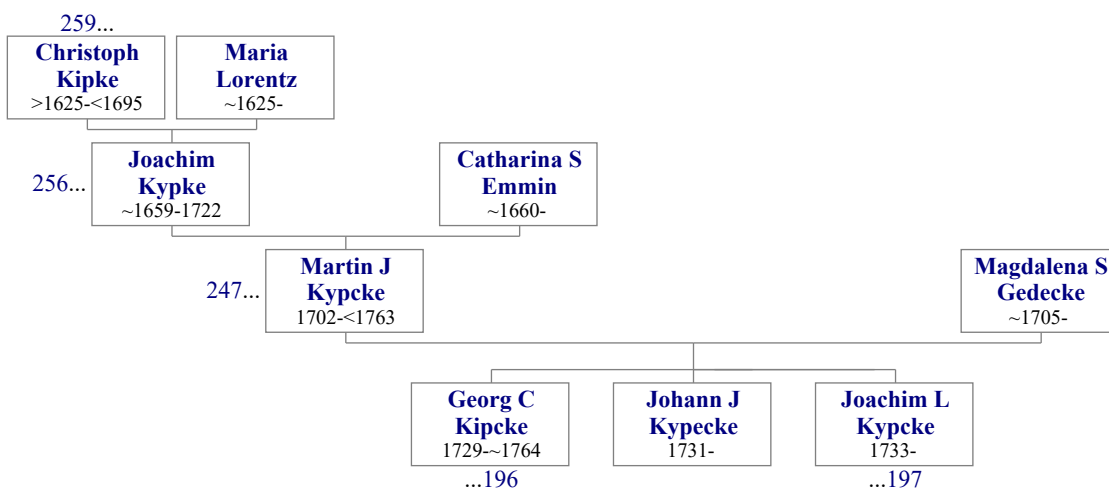 259...
Christoph
Kipke
>1625-<1695
Maria
Lorentz
~1625-
256...
Joachim
Kypke
~1659-1722
Catharina S
Emmin
~1660-
247...
Martin J
Kypcke
1702-<1763
Magdalena S
Gedecke
~1705-
Georg C
Kipcke
1729-~1764
...196
Johann J
Kypecke
1731-
Joachim L
Kypcke
1733-
...197